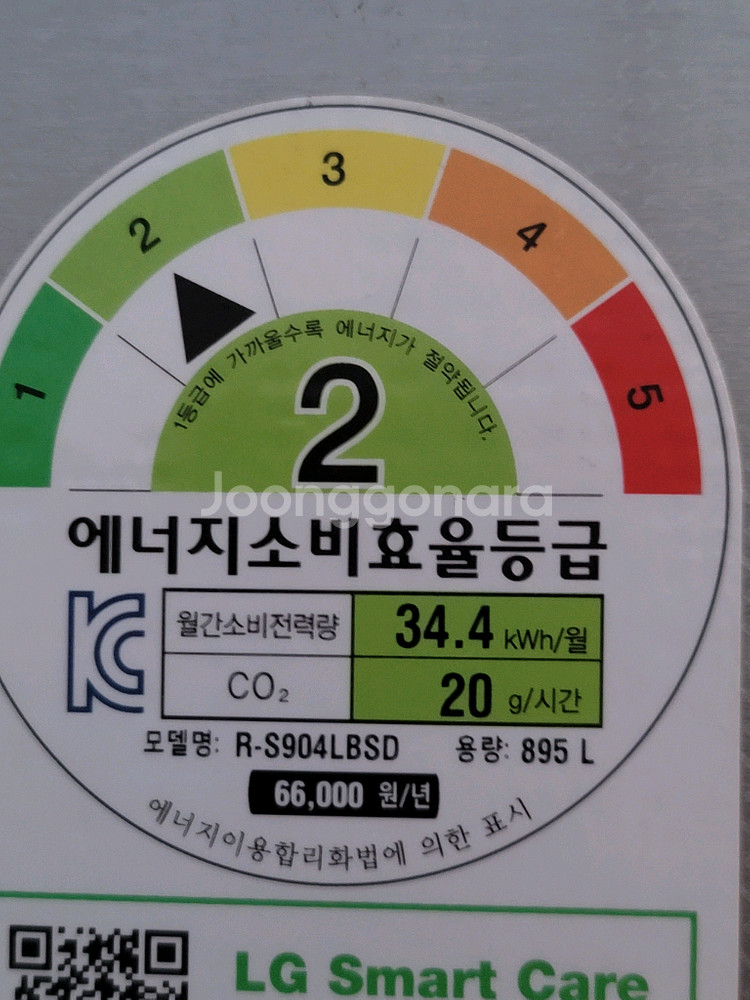 1
2
3
4
5
1등급에 가까울수록 에너지가 절약됩니다.
2
Joonggonara
에너지소비효율등급
월간소비전력량 34.4 kWh/월
CO₂ 20 g/시간
모델명: R-S904LBSD 용량: 895 L
66,000 원/년
에너지이용합리화법에 의한 표시
LG Smart Care